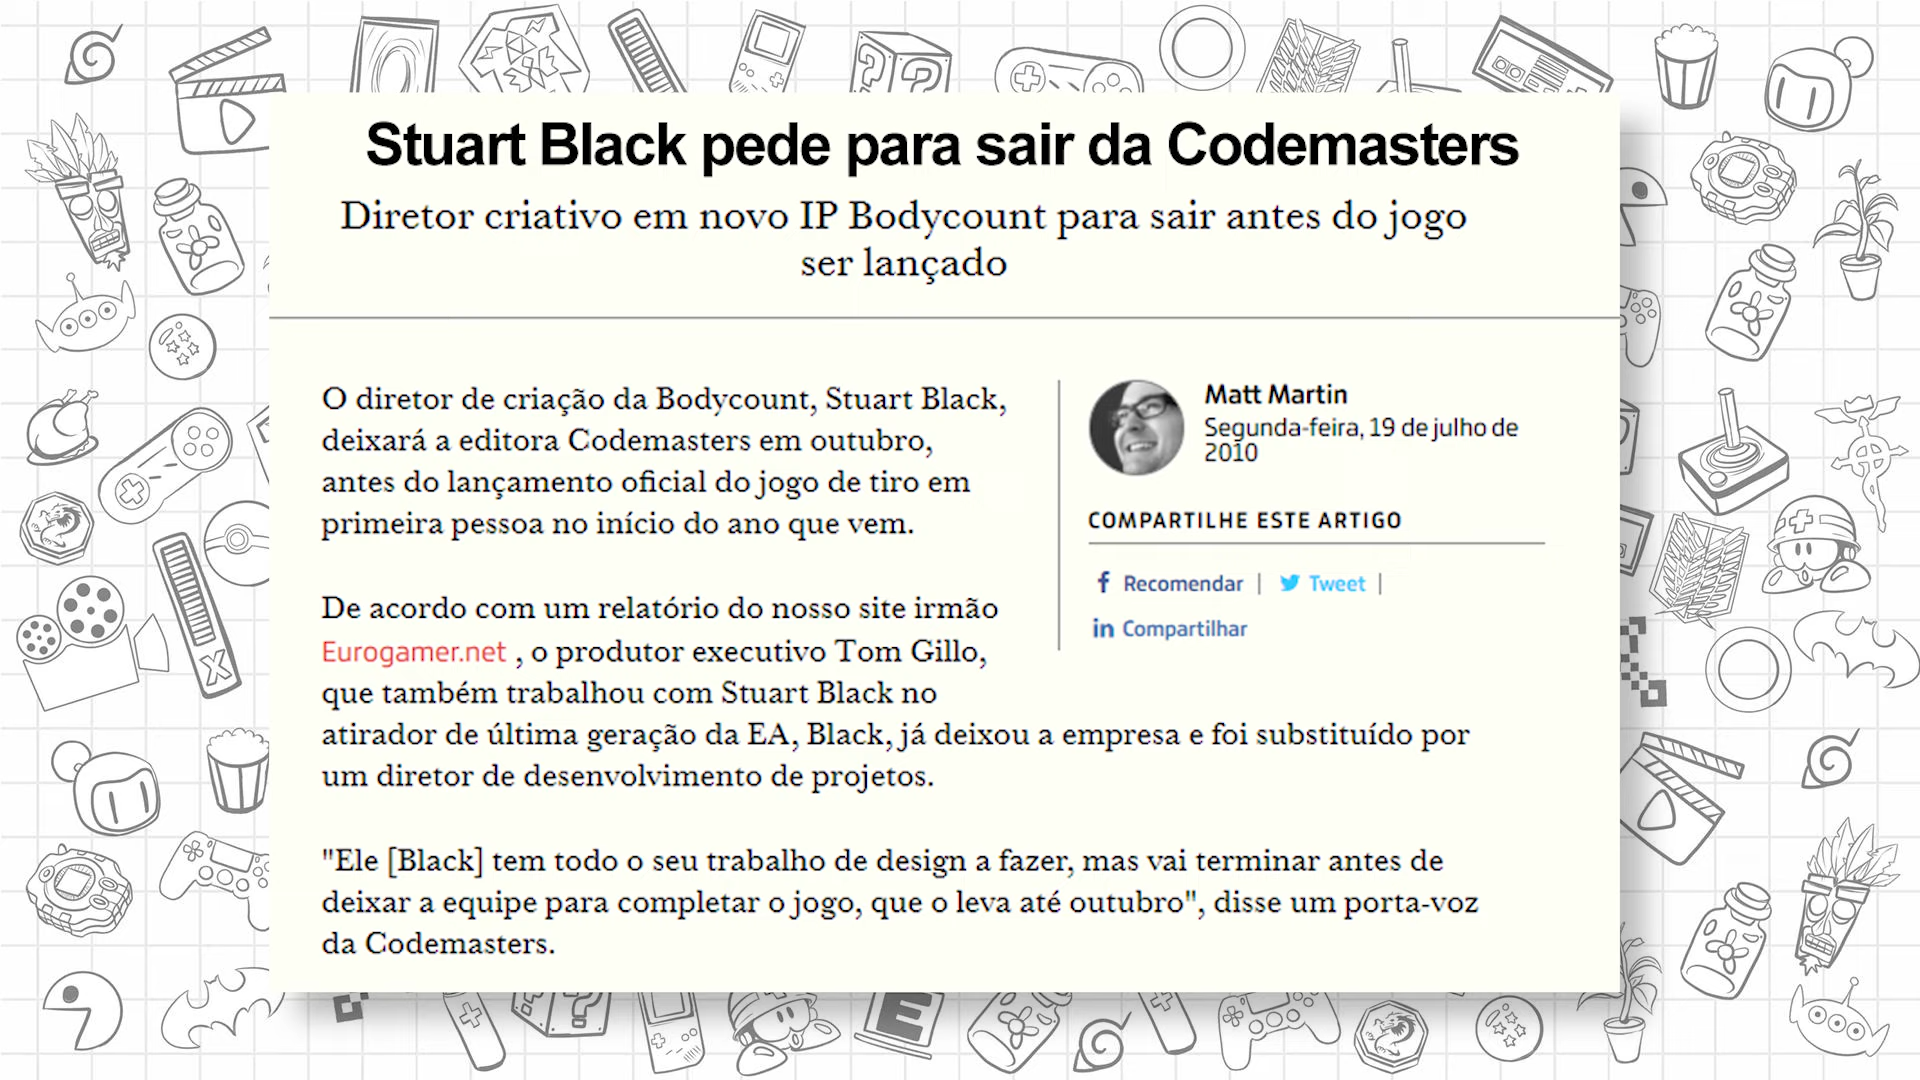 Stuart Black pede para sair da Codemasters
Diretor criativo em novo IP Bodycount para sair antes do jogo
ser lançado
O diretor de criação da Bodycount, Stuart Black,
deixará a editora Codemasters em outubro,
antes do lançamento oficial do jogo de tiro em
primeira pessoa no início do ano que vem.
De acordo com um relatório do nosso site irmão
Eurogamer.net , o produtor executivo Tom Gillo,
que também trabalhou com Stuart Black no
atirador de última geração da EA, Black, já deixou a empresa e foi substituído por
um diretor de desenvolvimento de projetos.
"Ele [Black] tem todo o seu trabalho de design a fazer, mas vai terminar antes de
deixar a equipe para completar o jogo, que o leva até outubro", disse um porta-voz
da Codemasters.
Matt Martin
Segunda-feira, 19 de julho de
2010
COMPARTILHE ESTE ARTIGO
f Recomendar | Tweet |
in Compartilhar
X
E